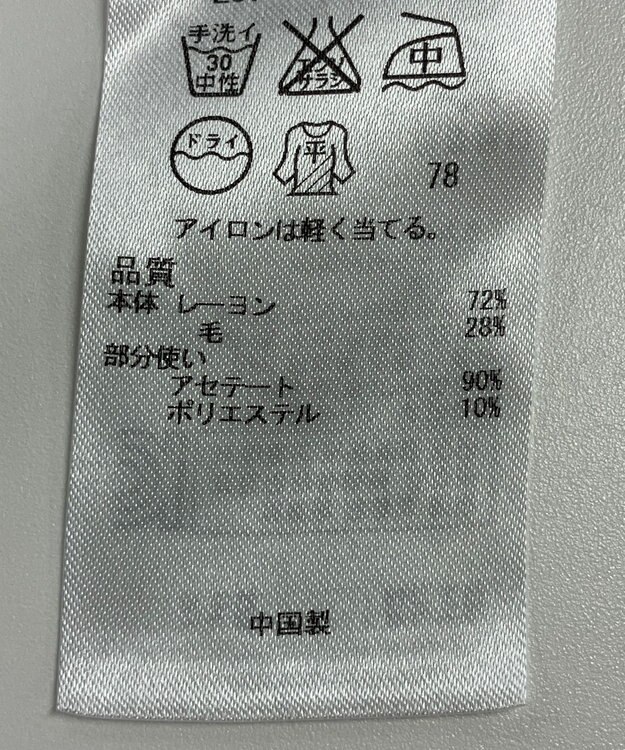 手洗イ
30
中性
エンソ
サラシ
中
ドライ
平
78
アイロンは軽く当てる。
品質
本体 レーヨン 72%
毛 28%
部分使い
アセテート 90%
ポリエステル 10%
中国製